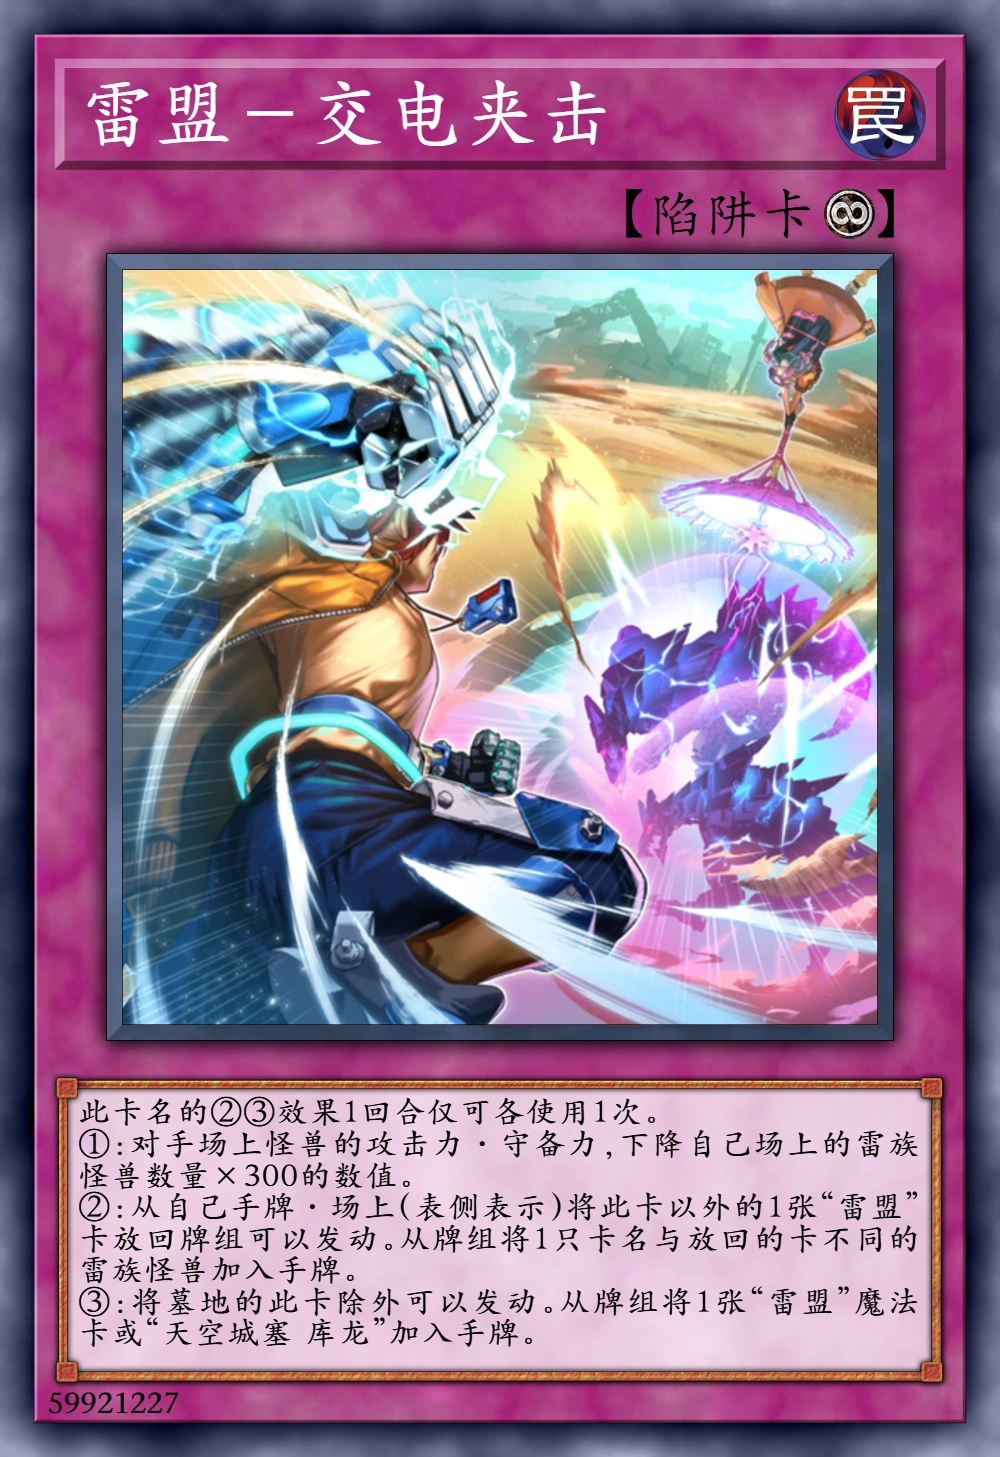 雷盟－交电夹击
罠
【陷阱卡∞】
此卡名的②③效果1回合仅可各使用1次。
①:对手场上怪兽的攻击力・守备力,下降自己场上的雷族
怪兽数量×300的数值。
②:从自己手牌・场上(表侧表示)将此卡以外的1张“雷盟”
卡放回牌组可以发动。从牌组将1只卡名与放回的卡不同的
雷族怪兽加入手牌。
③:将墓地的此卡除外可以发动。从牌组将1张“雷盟”魔法
卡或“天空城塞 库龙”加入手牌。
59921227